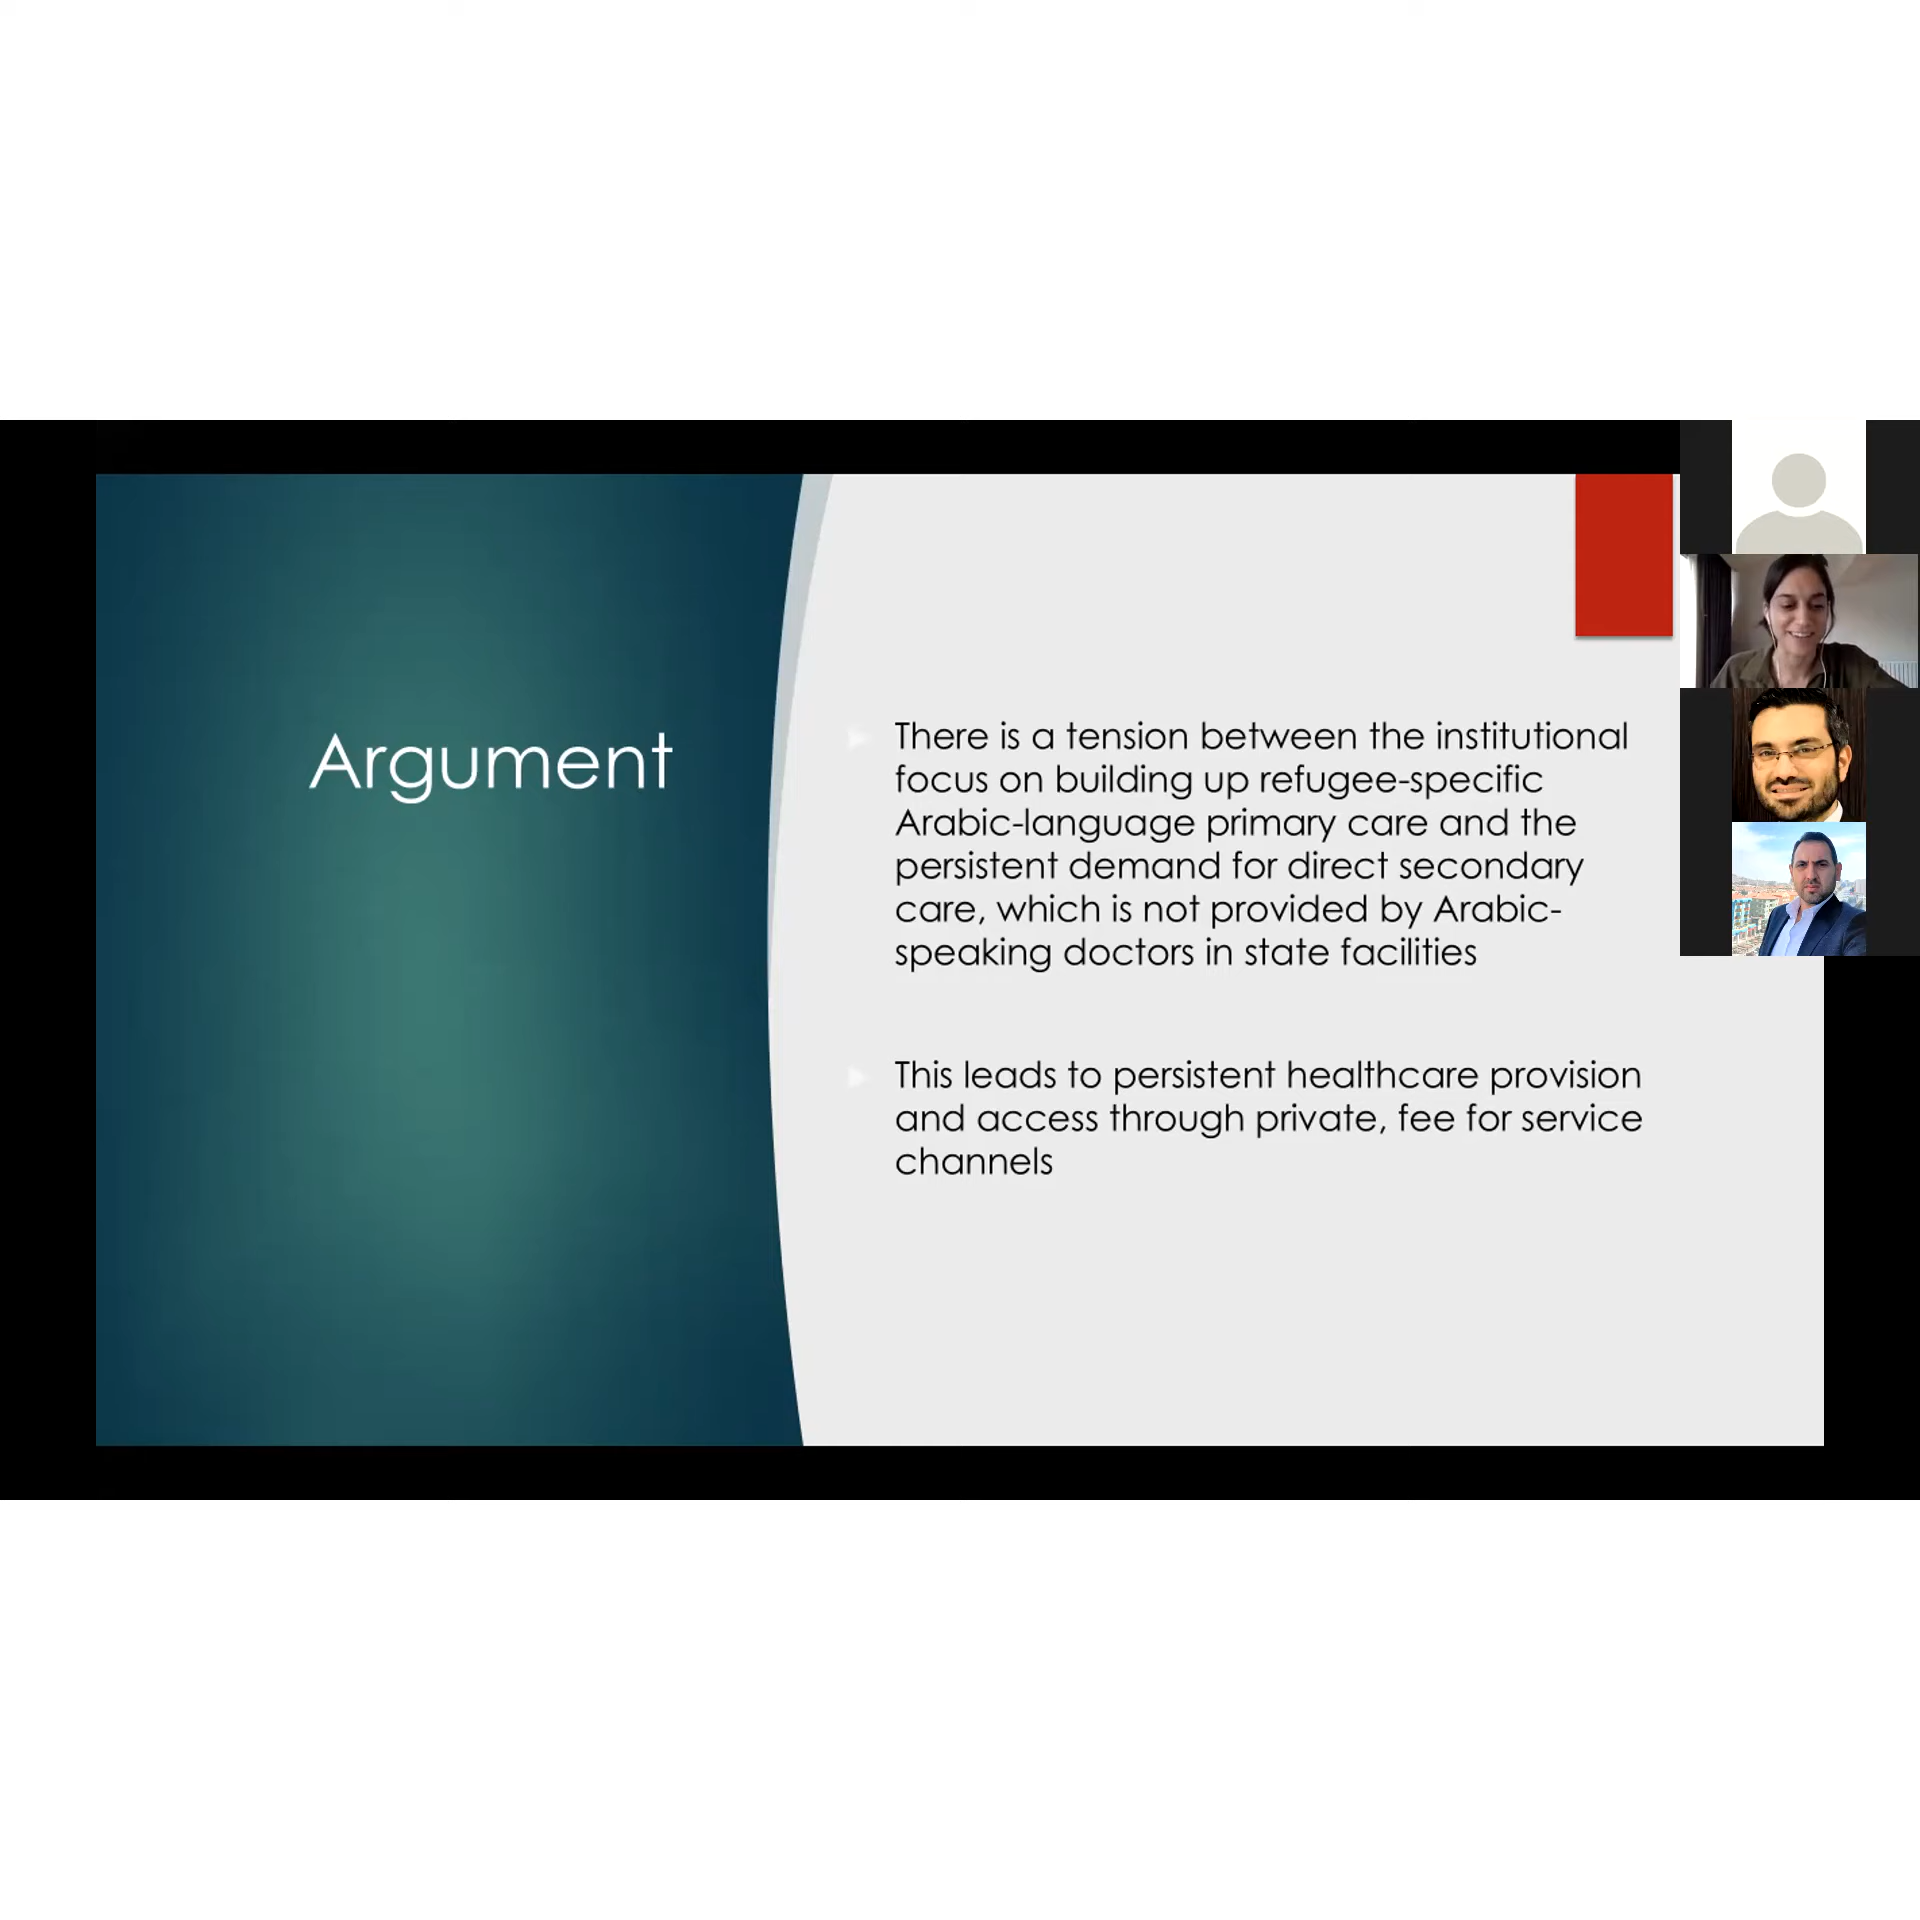 Argument
There is a tension between the institutional
focus on building up refugee-specific
Arabic-language primary care and the
persistent demand for direct secondary
care, which is not provided by Arabic-
speaking doctors in state facilities
This leads to persistent healthcare provision
and access through private, fee for service
channels